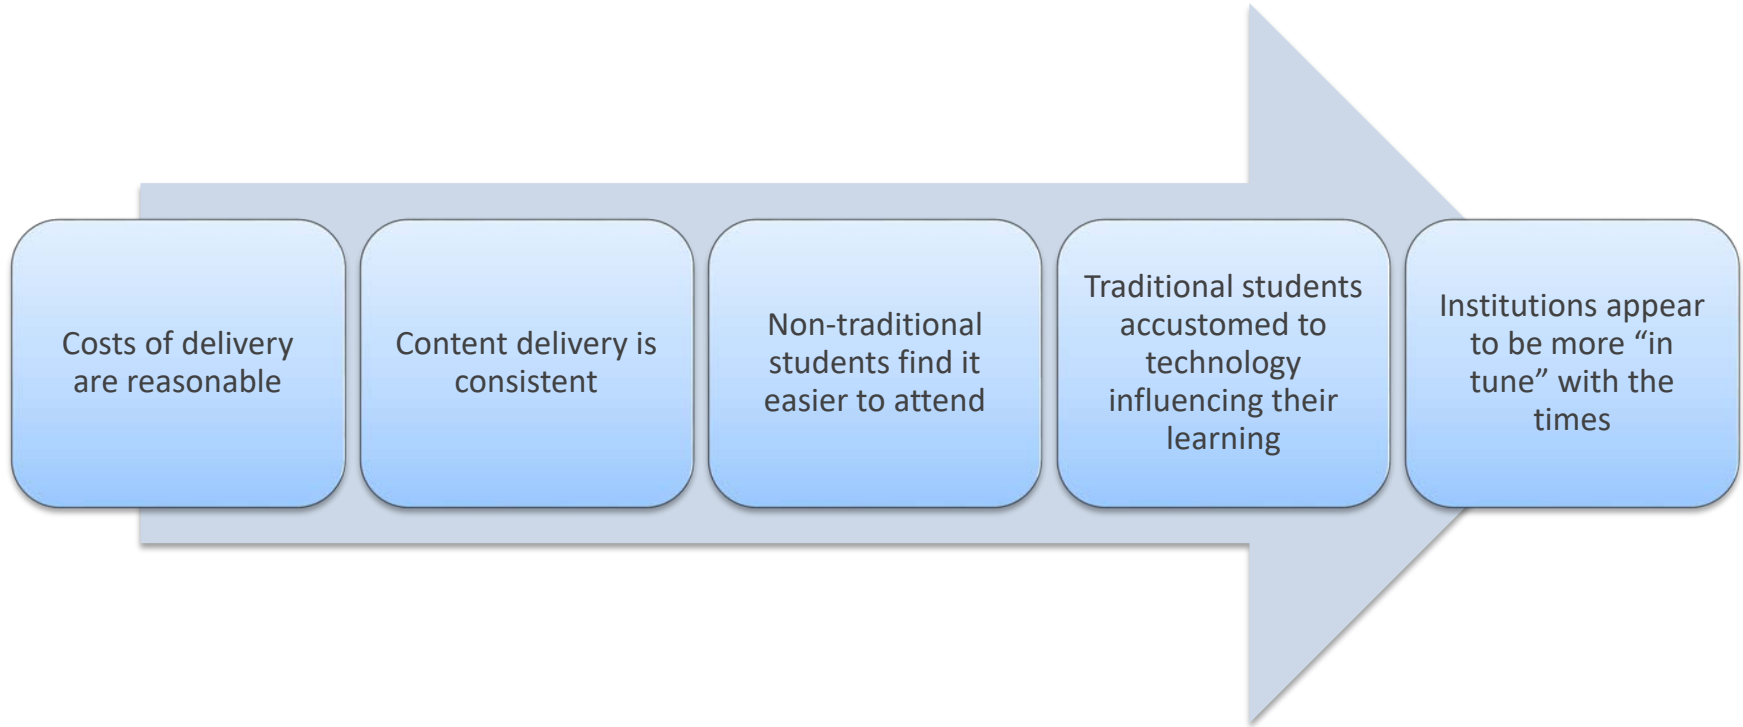 Costs of delivery
are reasonable
Content delivery is
consistent
Non-traditional
students find it
easier to attend
Traditional students
accustomed to
technology
influencing their
learning
Institutions appear
to be more “in
tune” with the
times